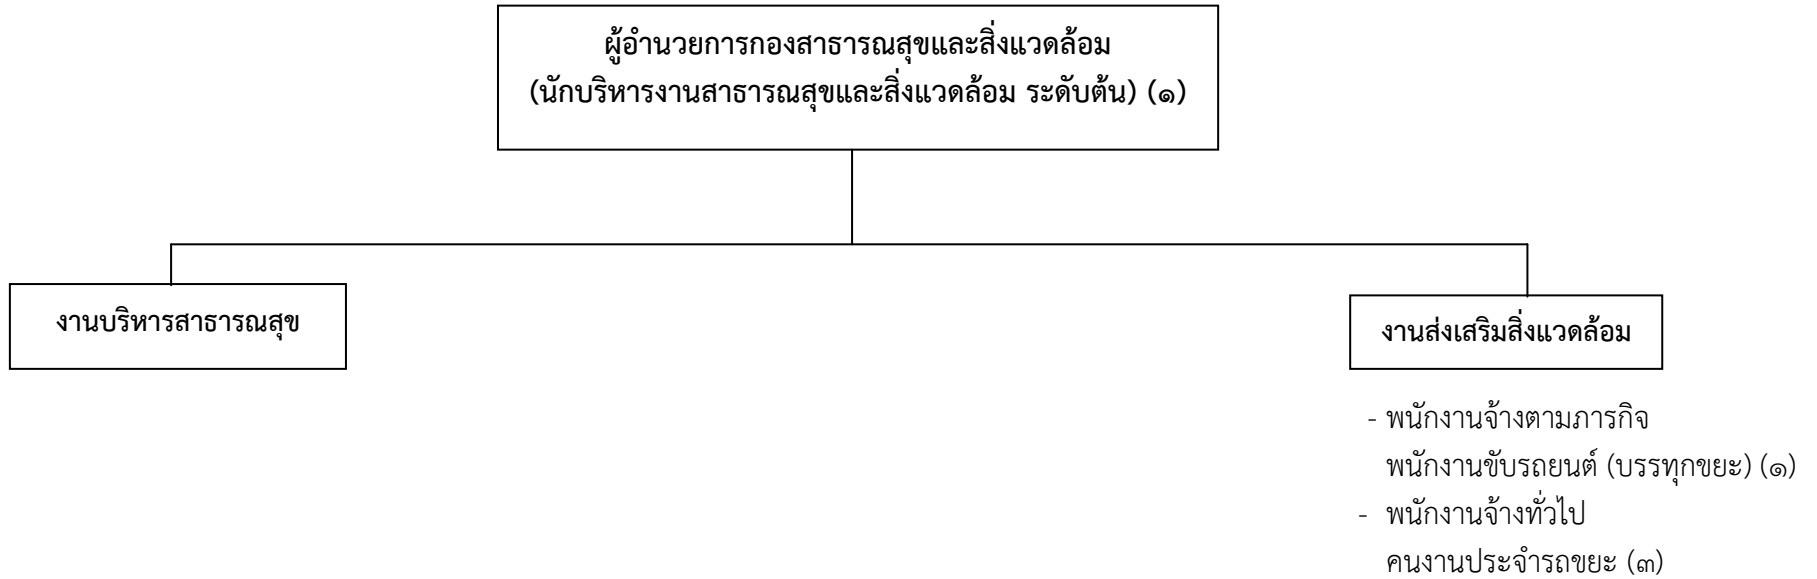 ผู้อำนวยการกองสาธารณสุขและสิ่งแวดล้อม
(นักบริหารงานสาธารณสุขและสิ่งแวดล้อม ระดับต้น) (๑)
งานบริหารสาธารณสุข
งานส่งเสริมสิ่งแวดล้อม
- พนักงานจ้างตามภารกิจ
พนักงานขับรถยนต์ (บรรทุกขยะ) (๑)
- พนักงานจ้างทั่วไป
คนงานประจำรถขยะ (๓)